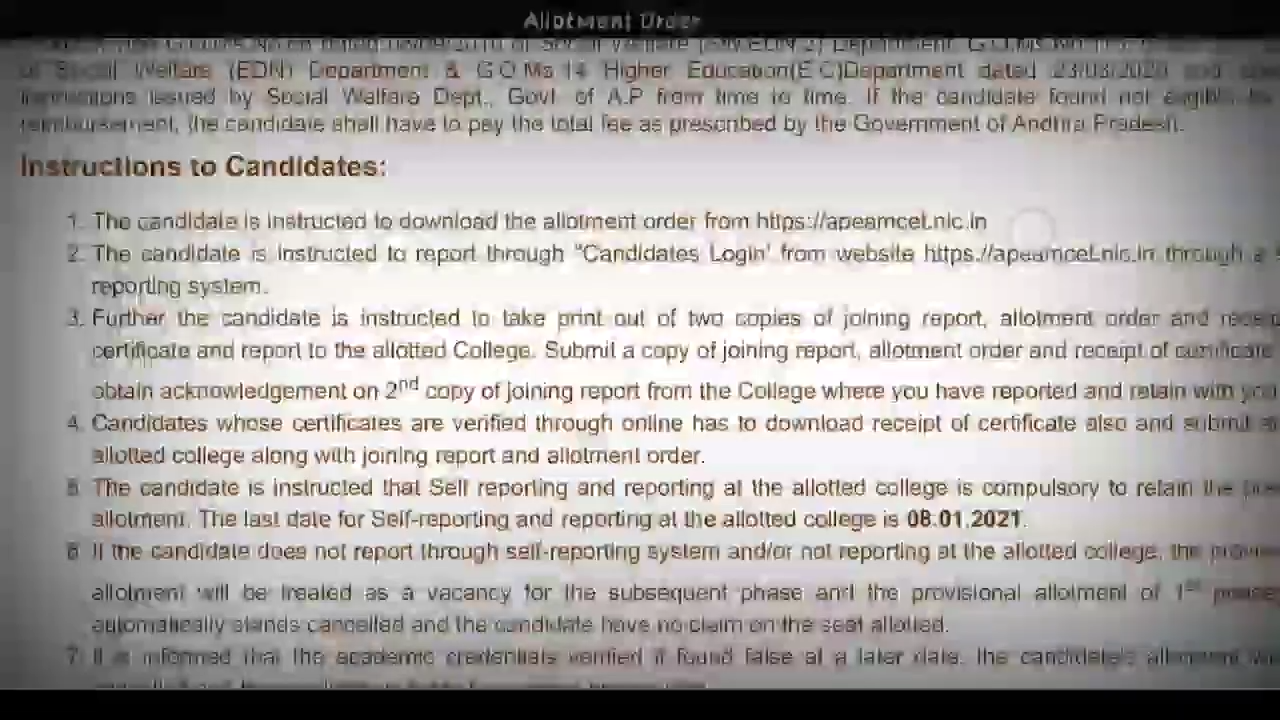 Allotment Order
of Social Welfare (EDN) Department & G.O.Ms 14 Higher Education(E.C)Department dated 23/03/2020 and
instructions issued by Social Welfare Dept., Govt. of A.P from time to time. If the candidate found not eligible
reimbursement, the candidate shall have to pay the total fee as prescribed by the Government of Andhra Pradesh.
Instructions to Candidates:
1. The candidate is instructed to download the allotment order from https://apeamcet.nic.in
2. The candidate is instructed to report through "Candidates Login" from website https://apeamcet.nic.in through a
reporting system.
3. Further the candidate is instructed to take print out of two copies of joining report, allotment order and
certificate and report to the allotted College. Submit a copy of joining report, allotment order and receipt of certificate
obtain acknowledgement on 2nd copy of joining report from the College where you have reported and retain with
4. Candidates whose certificates are verified through online has to download receipt of certificate also and submit
allotted college along with joining report and allotment order.
5. The candidate is instructed that Self reporting and reporting at the allotted college is compulsory to retain the
allotment. The last date for Self-reporting and reporting at the allotted college is 08.01.2021.
6. If the candidate does not report through self-reporting system and/or not reporting at the allotted college, the
allotment will be treated as a vacancy for the subsequent phase and the provisional allotment of 1st phase
automatically stands cancelled and the candidate have no claim on the seat allotted.
7. It is informed that the academic credentials verified if found false at a later date, the candidate's allotment